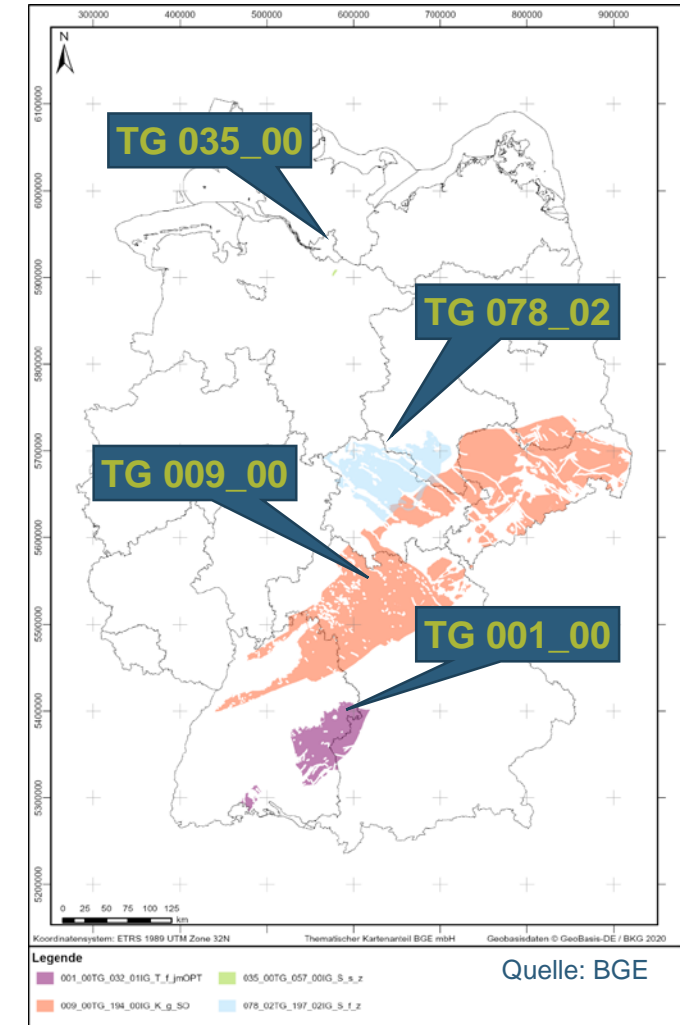 300000 400000 500000 600000 700000 800000 900000
N
6100000
TG 035_00
6000000
5900000
TG 078_02
5800000
5700000
TG 009_00
5600000
5500000
TG 001_00
5400000
5300000
5200000
0 25 50 75 100 125
km
Koordinatensystem: ETRS 1989 UTM Zone 32N Thematischer Kartenanteil BGE mbH Geobasisdaten © GeoBasis-DE / BKG 2020
Legende
001_00TG_032_01IG_T_f_jmOPT 035_00TG_057_00IG_S_s_z
009_00TG_194_00IG_K_g_SO 078_02TG_197_02IG_S_f_z
Quelle: BGE